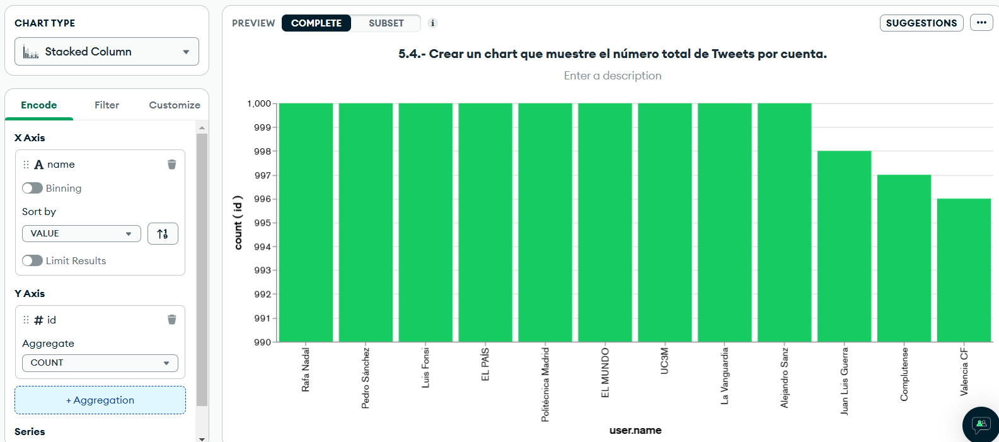 CHART TYPE
Stacked Column
Encode Filter Customize
X Axis
A name
Binning
Sort by
VALUE
Limit Results
Y Axis
# id
Aggregate
COUNT
+ Aggregation
Series
PREVIEW COMPLETE SUBSET i SUGGESTIONS
5.4.- Crear un chart que muestre el número total de Tweets por cuenta.
Enter a description
count ( id )
1,000
999
998
997
996
995
994
993
992
991
990
Rafa Nadal
Pedro Sánchez
Luis Fonsi
EL PAÍS
Politécnica Madrid
EL MUNDO
UC3M
La Vanguardia
Alejandro Sanz
Juan Luis Guerra
Complutense
Valencia CF
user.name